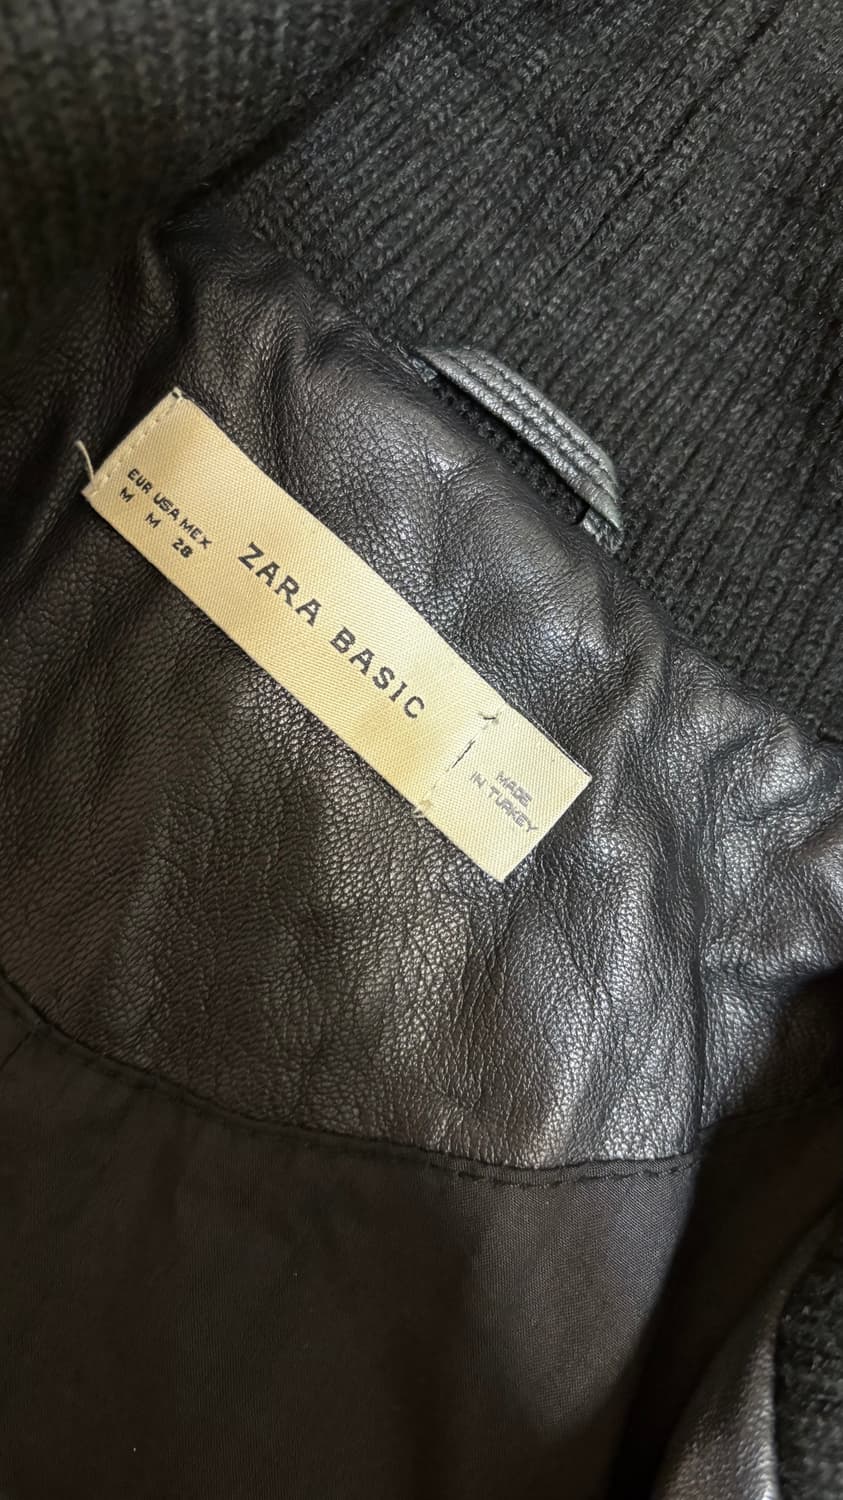 EUR USA MEX
M M 28
ZARA BASIC
MADE
IN TURKEY